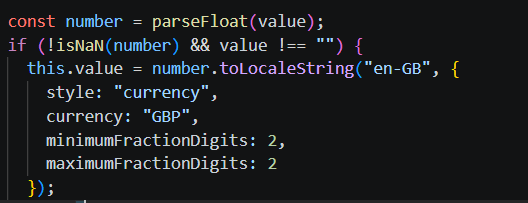 const number = parseFloat(value);
if (!isNaN(number) && value !== "") {
this.value = number.toLocaleString("en-GB", {
style: "currency",
currency: "GBP",
minimumFractionDigits: 2,
maximumFractionDigits: 2
});